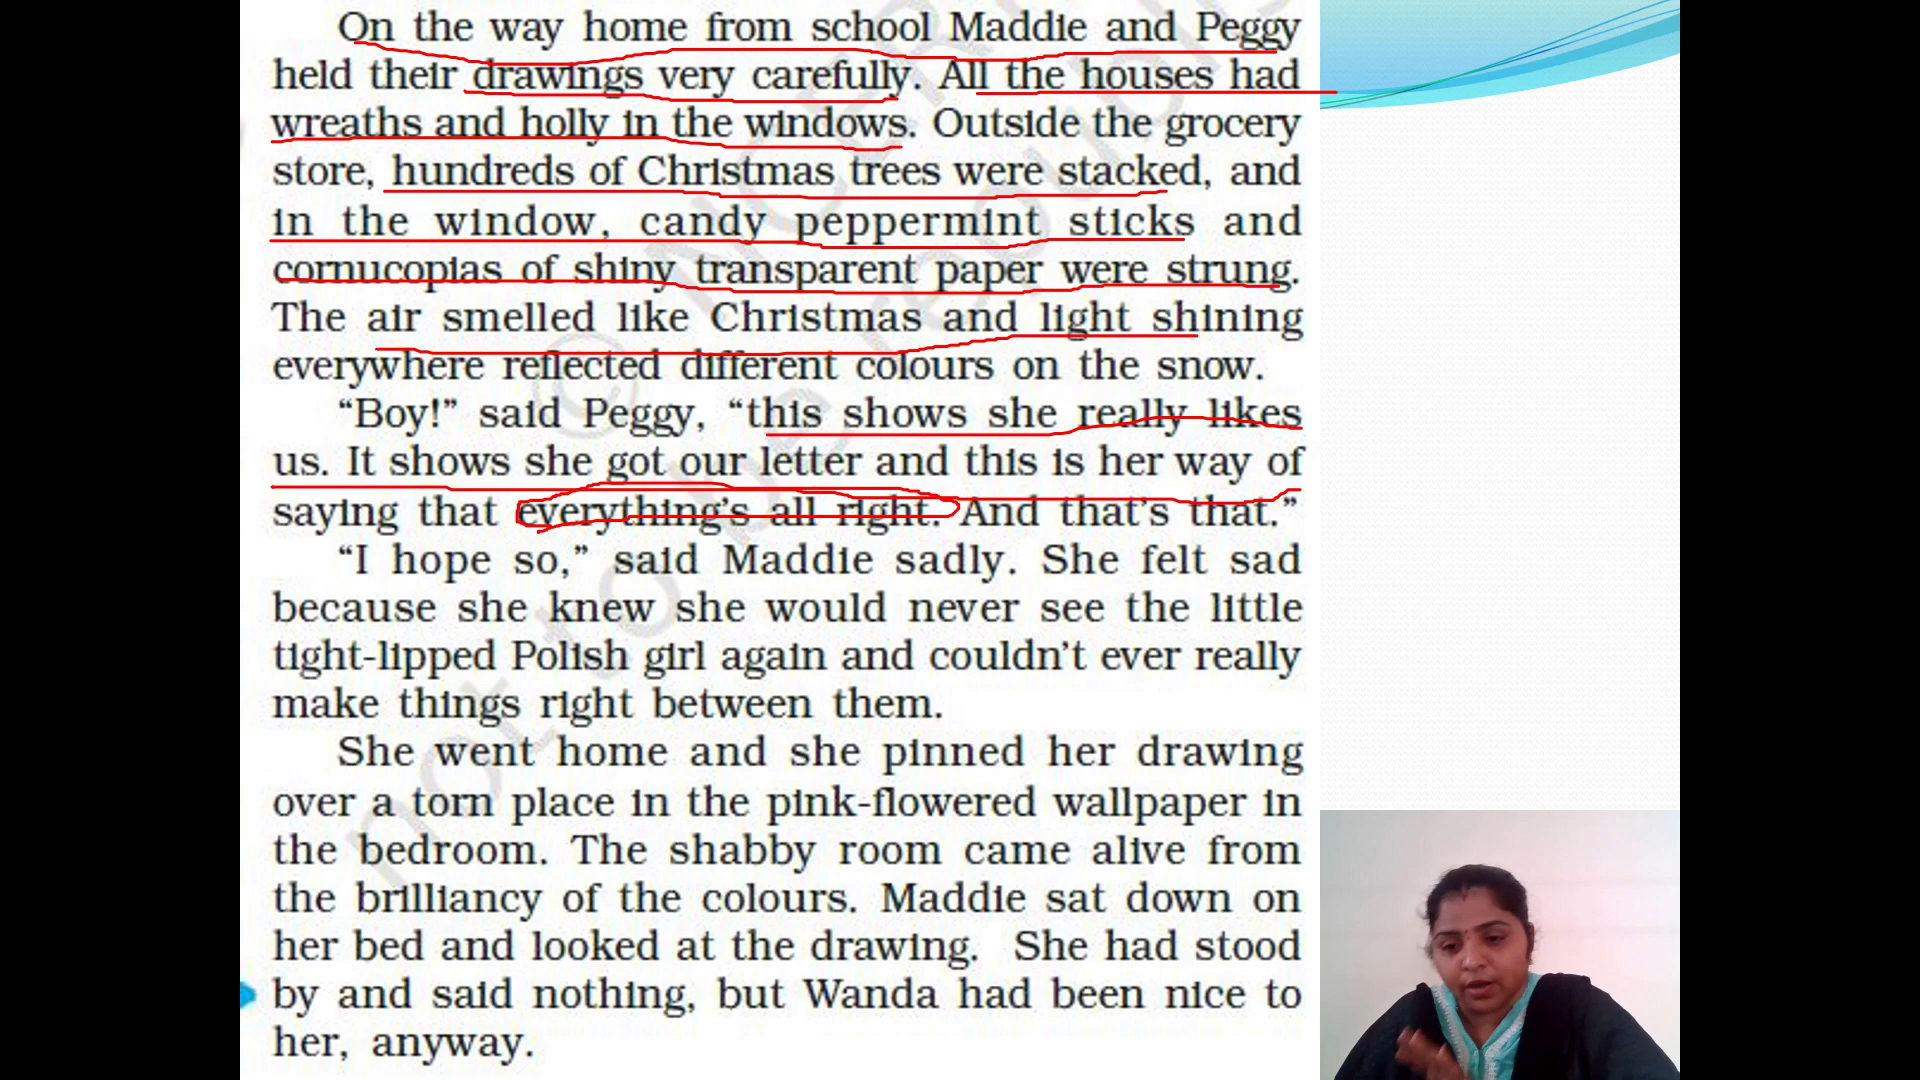 On the way home from school Maddie and Peggy
held their drawings very carefully. All the houses had
wreaths and holly in the windows. Outside the grocery
store, hundreds of Christmas trees were stacked, and
in the window, candy peppermint sticks and
cornucopias of shiny transparent paper were strung.
The air smelled like Christmas and light shining
everywhere reflected different colours on the snow.
“Boy!” said Peggy, “this shows she really likes
us. It shows she got our letter and this is her way of
saying that everything’s all right. And that’s that.”
“I hope so,” said Maddie sadly. She felt sad
because she knew she would never see the little
tight-lipped Polish girl again and couldn’t ever really
make things right between them.
She went home and she pinned her drawing
over a torn place in the pink-flowered wallpaper in
the bedroom. The shabby room came alive from
the brilliancy of the colours. Maddie sat down on
her bed and looked at the drawing. She had stood
by and said nothing, but Wanda had been nice to
her, anyway.
not to be republi
© NCER